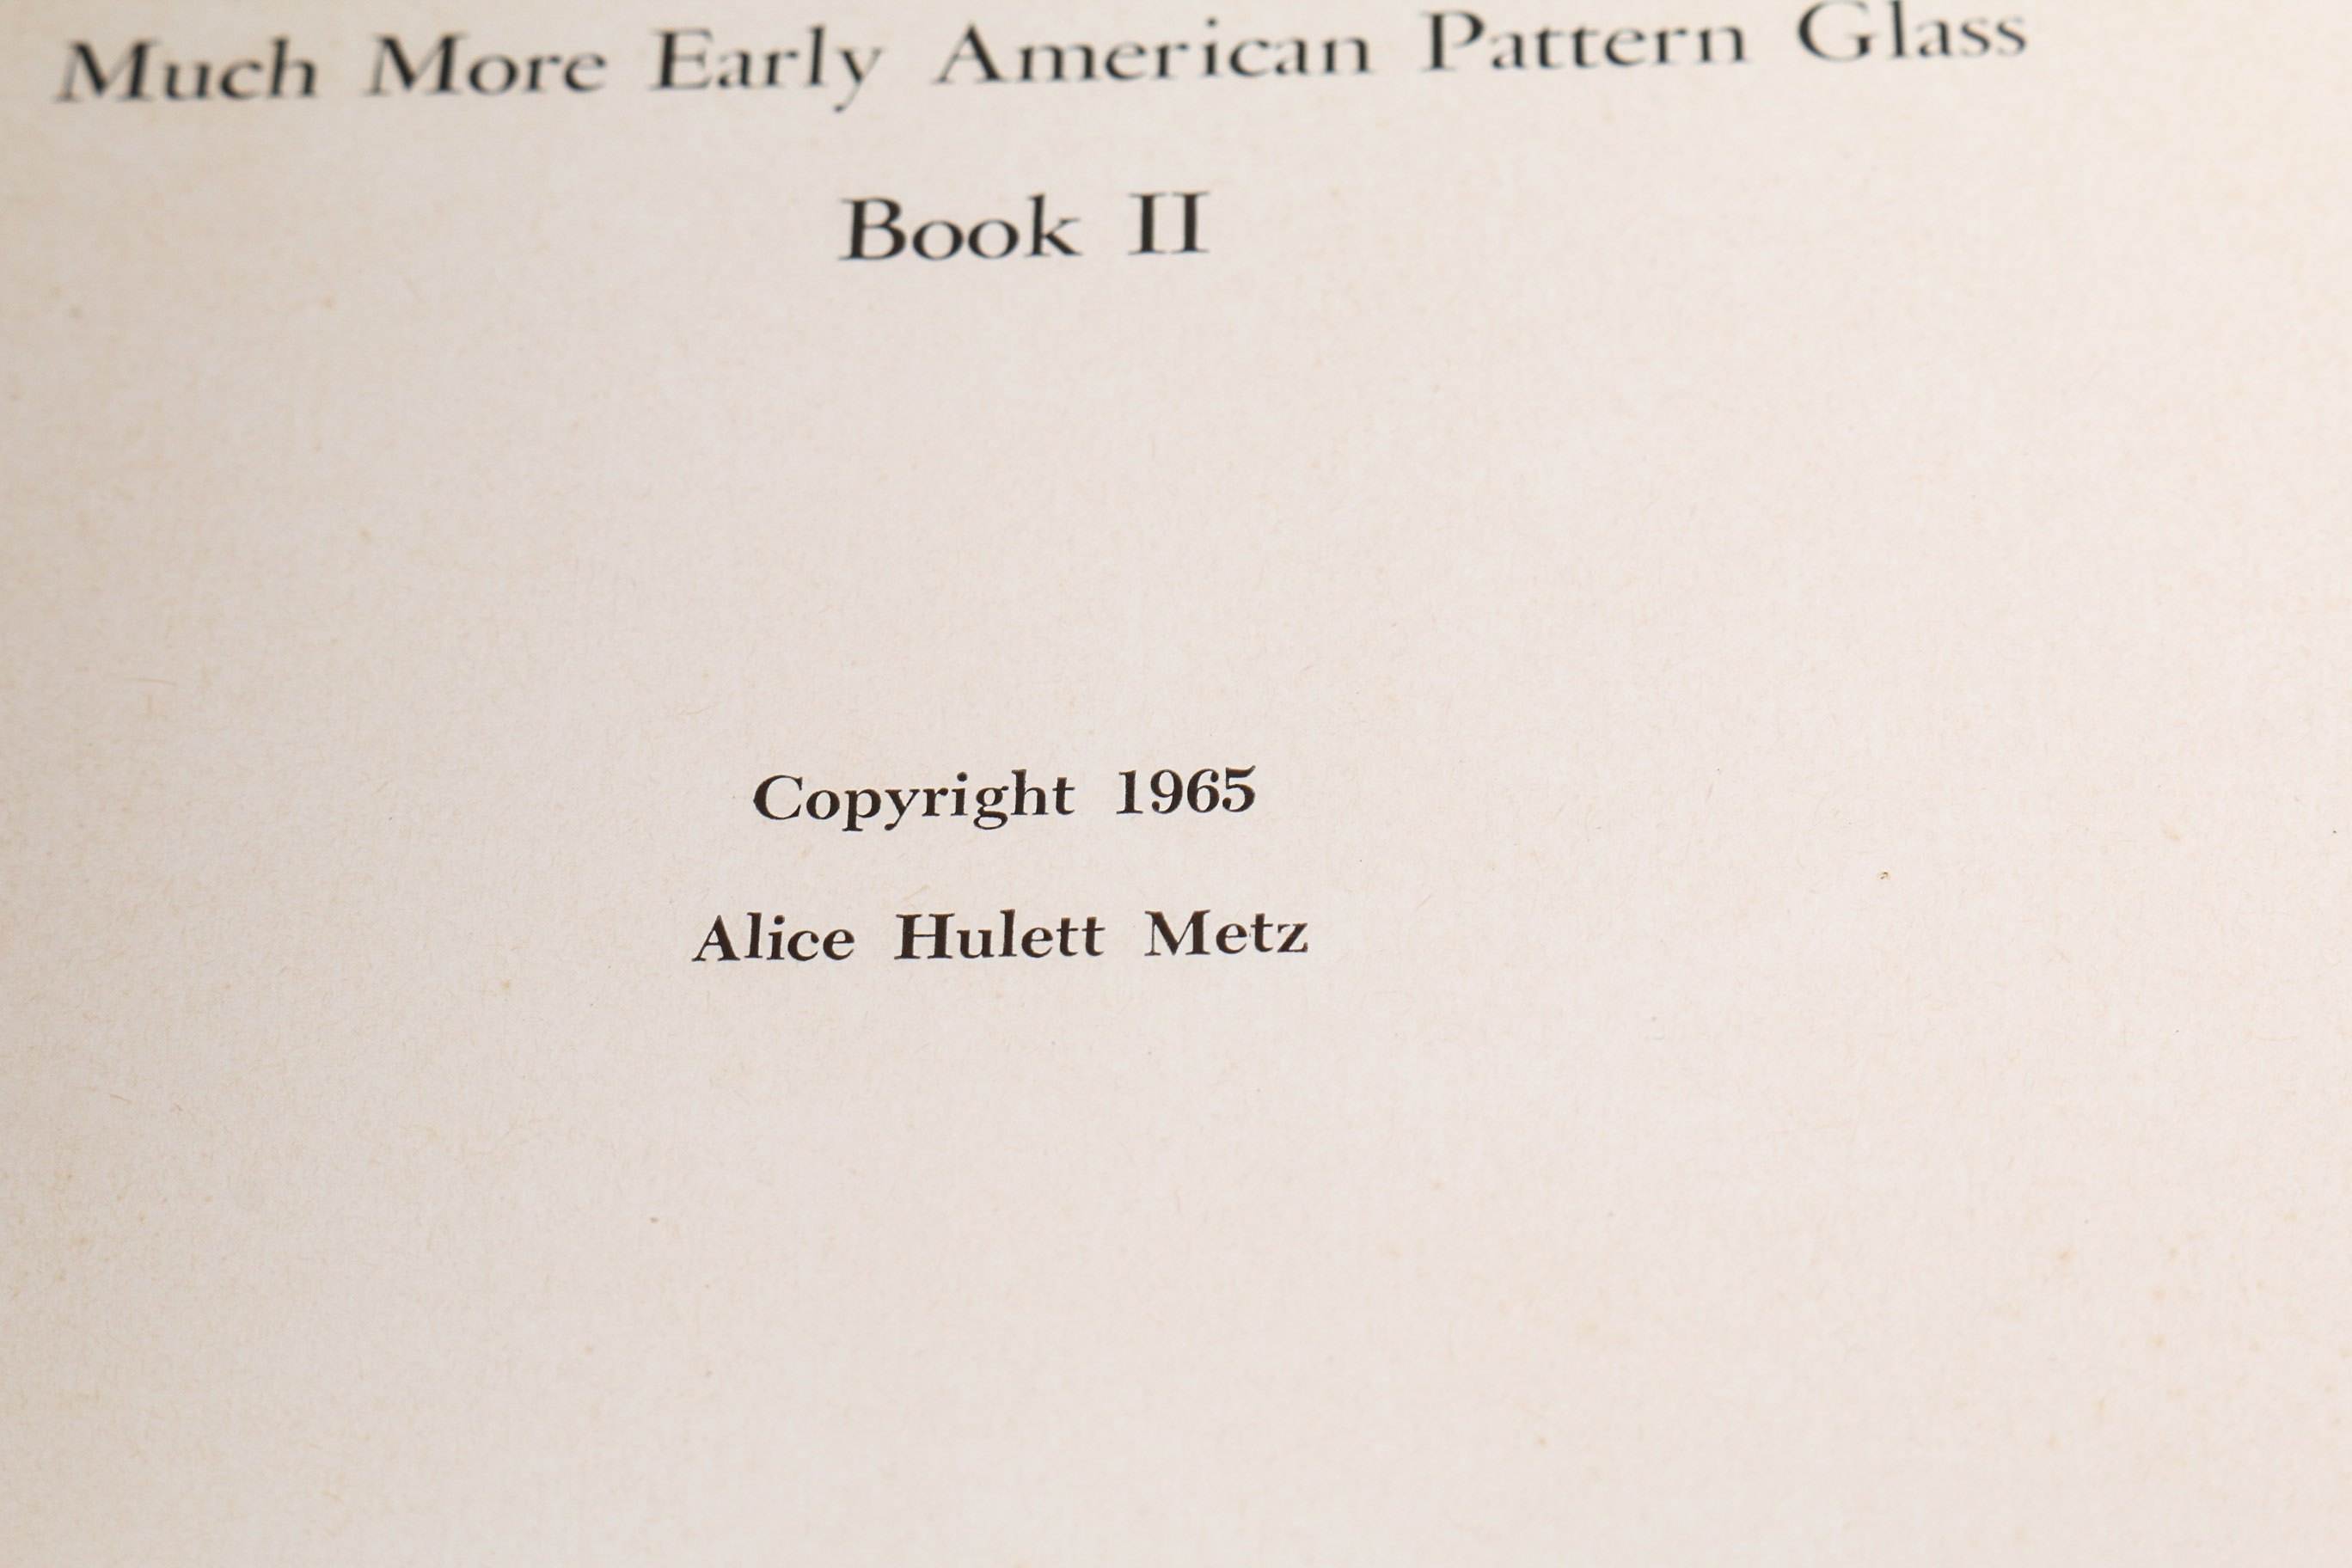 Much More Early American Pattern Glass
Book II
Copyright 1965
Alice Hulett Metz